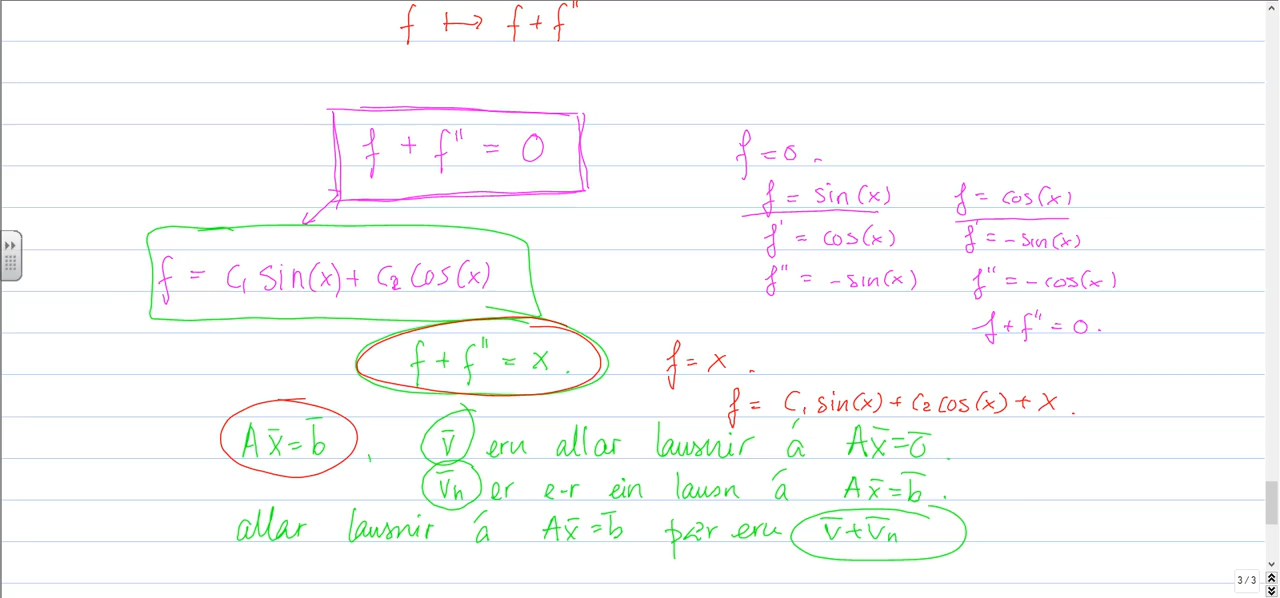 f ↦ f + f"
f + f" = 0
f = 0.
f = sin(x)
f' = cos(x)
f" = -sin(x)
f = cos(x)
f' = -sin(x)
f" = -cos(x)
f + f" = 0.
f = C₁ sin(x) + C₂ cos(x)
f + f" = x.
f = x.
f = C₁ sin(x) + C₂ cos(x) + x.
Ax̄ = b̄, v̄ eru allar lausnir á Ax̄ = ō.
v̄ₙ er e-r ein lausn á Ax̄ = b̄.
allar lausnir á Ax̄ = b̄ þær eru v̄ + v̄ₙ
3/3